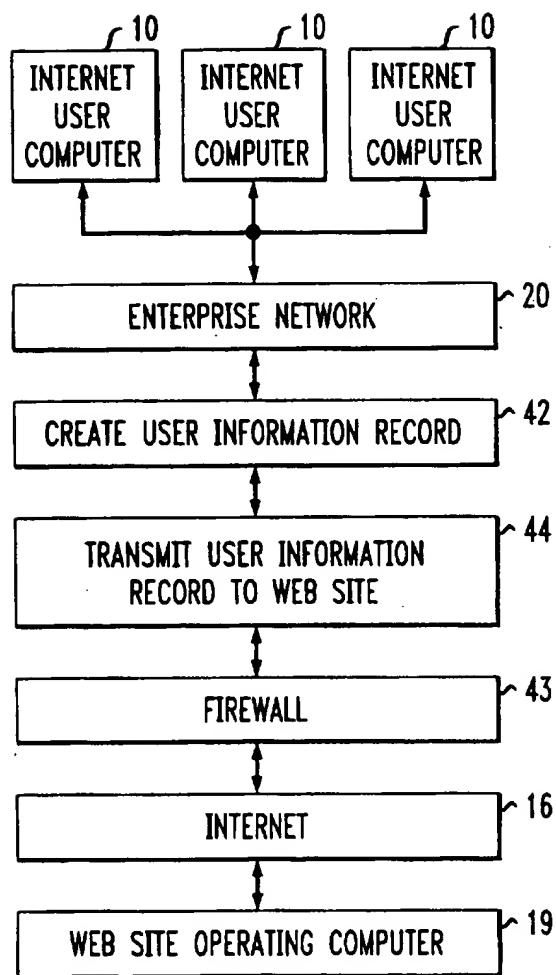 10 10 10
INTERNET USER COMPUTER
INTERNET USER COMPUTER
INTERNET USER COMPUTER
ENTERPRISE NETWORK 20
CREATE USER INFORMATION RECORD 42
TRANSMIT USER INFORMATION 44
RECORD TO WEB SITE
FIREWALL 43
INTERNET 16
WEB SITE OPERATING COMPUTER 19